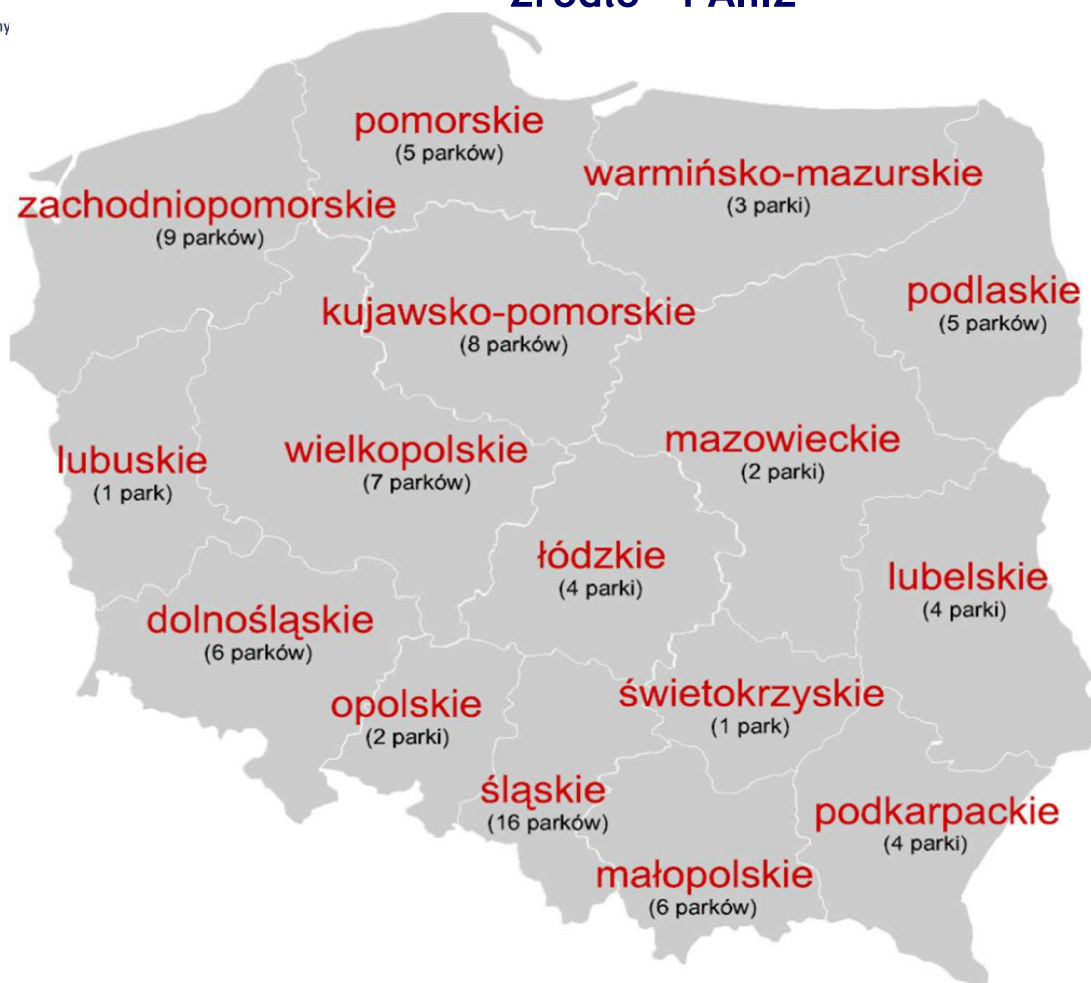 pomorskie
(5 parków)
warmińsko-mazurskie
(3 parki)
zachodniopomorskie
(9 parków)
podlaskie
(5 parków)
kujawsko-pomorskie
(8 parków)
mazowieckie
(2 parki)
wielkopolskie
(7 parków)
lubuskie
(1 park)
łódzkie
(4 parki)
lubelskie
(4 parki)
dolnośląskie
(6 parków)
świetokrzyskie
(1 park)
opolskie
(2 parki)
śląskie
(16 parków)
podkarpackie
(4 parki)
małopolskie
(6 parków)